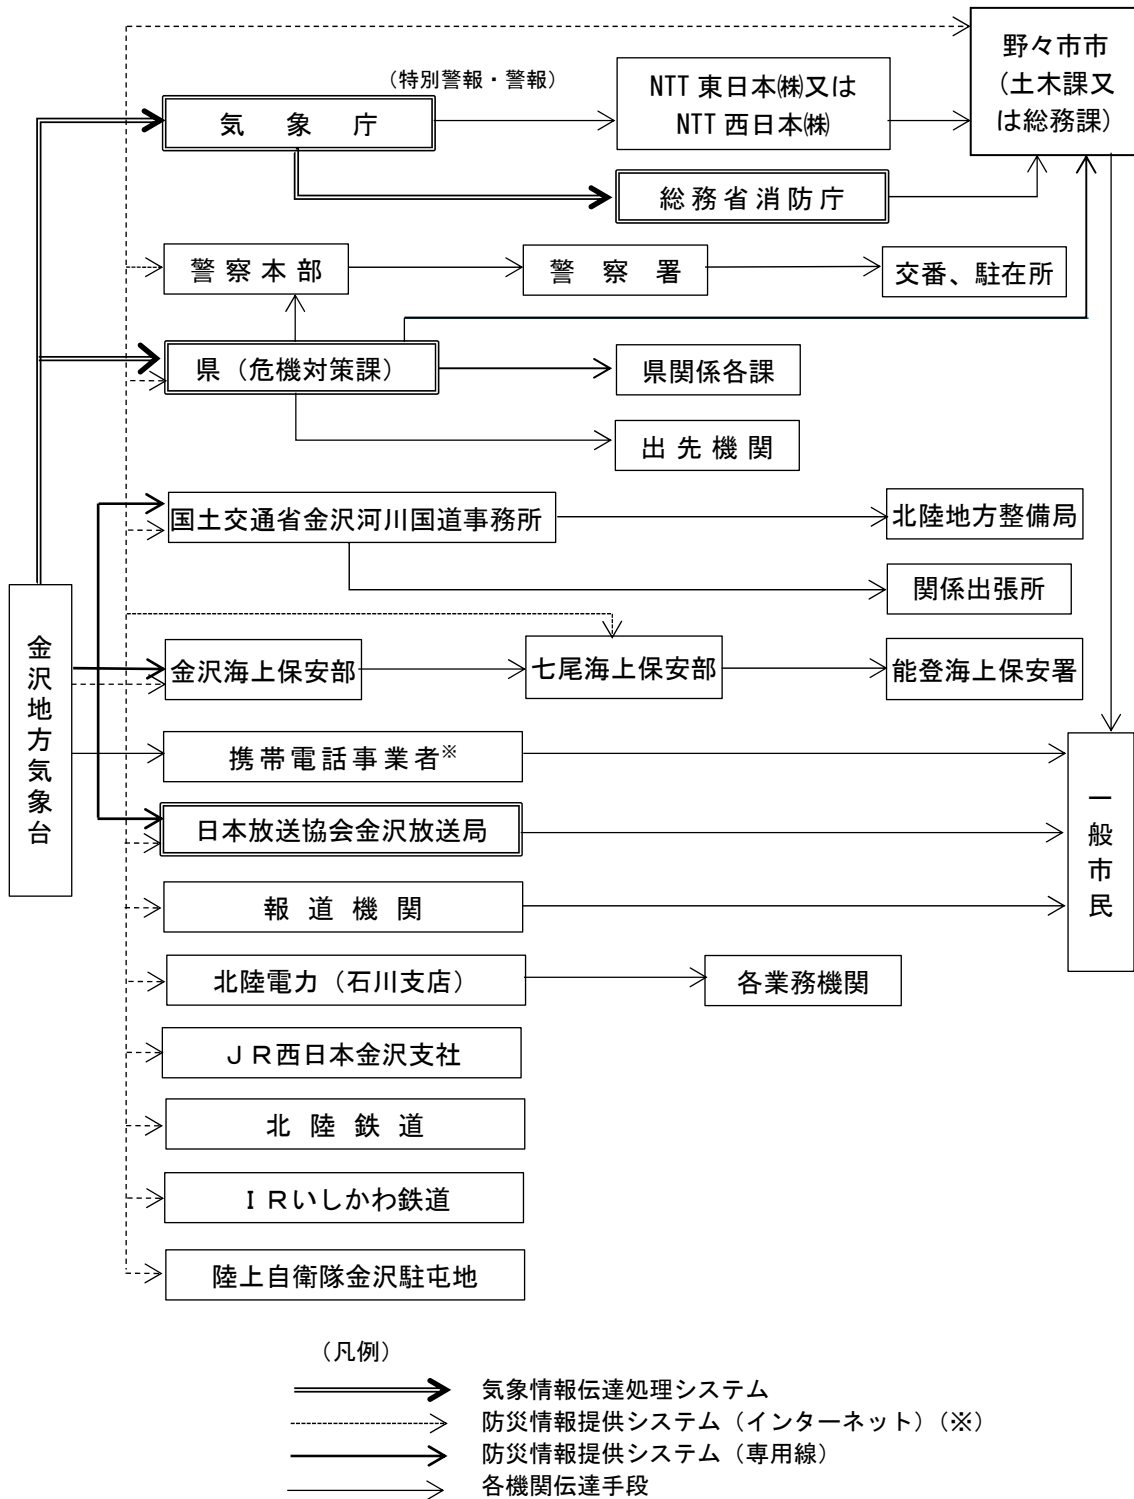 野々市市
（土木課又
は総務課）
（特別警報・警報）
気象庁
NTT 東日本㈱又は
NTT 西日本㈱
総務省消防庁
警察本部
警察署
交番、駐在所
県（危機対策課）
県関係各課
出先機関
国土交通省金沢河川国道事務所
北陸地方整備局
関係出張所
金沢地方気象台
金沢海上保安部
七尾海上保安部
能登海上保安署
携帯電話事業者※
一般市民
日本放送協会金沢放送局
報道機関
北陸電力（石川支店）
各業務機関
ＪＲ西日本金沢支社
北陸鉄道
ＩＲいしかわ鉄道
陸上自衛隊金沢駐屯地
（凡例）
気象情報伝達処理システム
防災情報提供システム（インターネット）（※）
防災情報提供システム（専用線）
各機関伝達手段